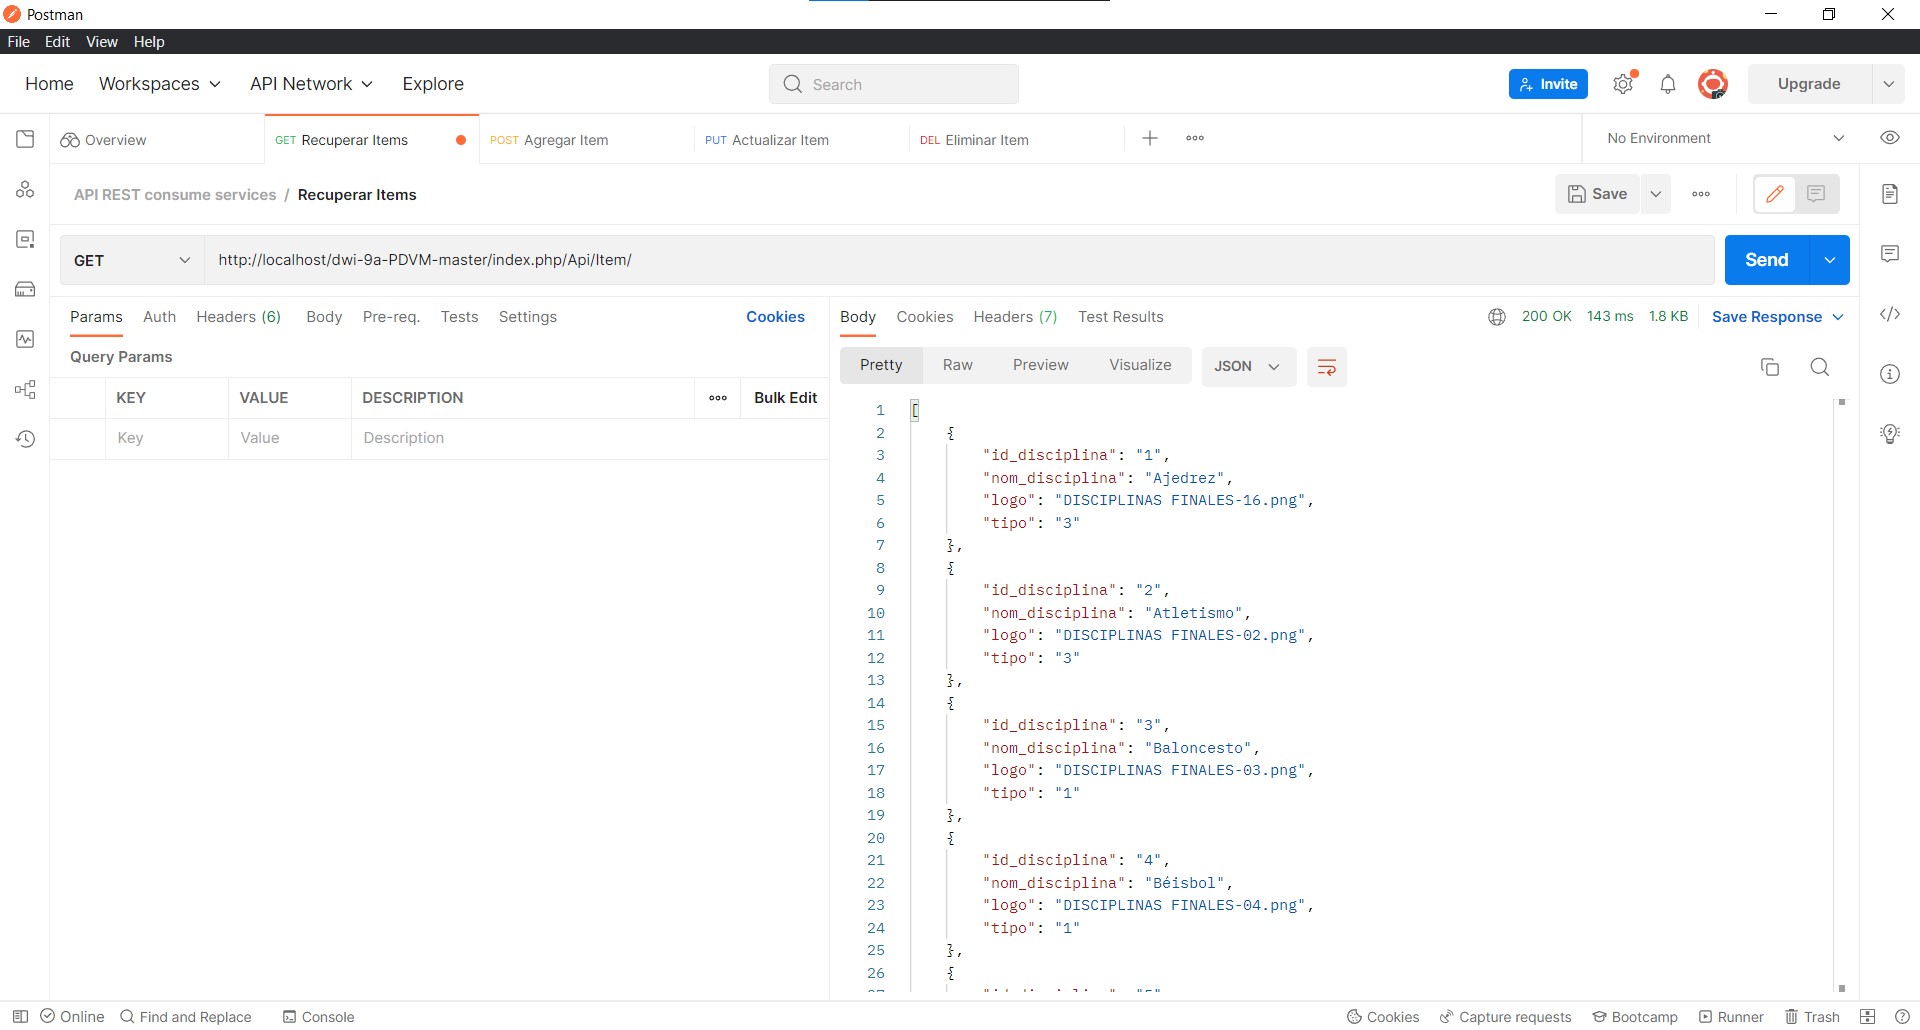 Postman
File Edit View Help
Home Workspaces API Network Explore Search Invite Upgrade
Overview GET Recuperar Items POST Agregar Item PUT Actualizar Item DEL Eliminar Item No Environment
API REST consume services / Recuperar Items Save
GET http://localhost/dwi-9a-PDVM-master/index.php/Api/Item/ Send
Params Auth Headers (6) Body Pre-req. Tests Settings Cookies
Query Params
KEY VALUE DESCRIPTION Bulk Edit
Key Value Description
Body Cookies Headers (7) Test Results 200 OK 143 ms 1.8 KB Save Response
Pretty Raw Preview Visualize JSON
1 [
2 {
3 "id_disciplina": "1",
4 "nom_disciplina": "Ajedrez",
5 "logo": "DISCIPLINAS FINALES-16.png",
6 "tipo": "3"
7 },
8 {
9 "id_disciplina": "2",
10 "nom_disciplina": "Atletismo",
11 "logo": "DISCIPLINAS FINALES-02.png",
12 "tipo": "3"
13 },
14 {
15 "id_disciplina": "3",
16 "nom_disciplina": "Baloncesto",
17 "logo": "DISCIPLINAS FINALES-03.png",
18 "tipo": "1"
19 },
20 {
21 "id_disciplina": "4",
22 "nom_disciplina": "Béisbol",
23 "logo": "DISCIPLINAS FINALES-04.png",
24 "tipo": "1"
25 },
26 {
Online Find and Replace Console Cookies Capture requests Bootcamp Runner Trash